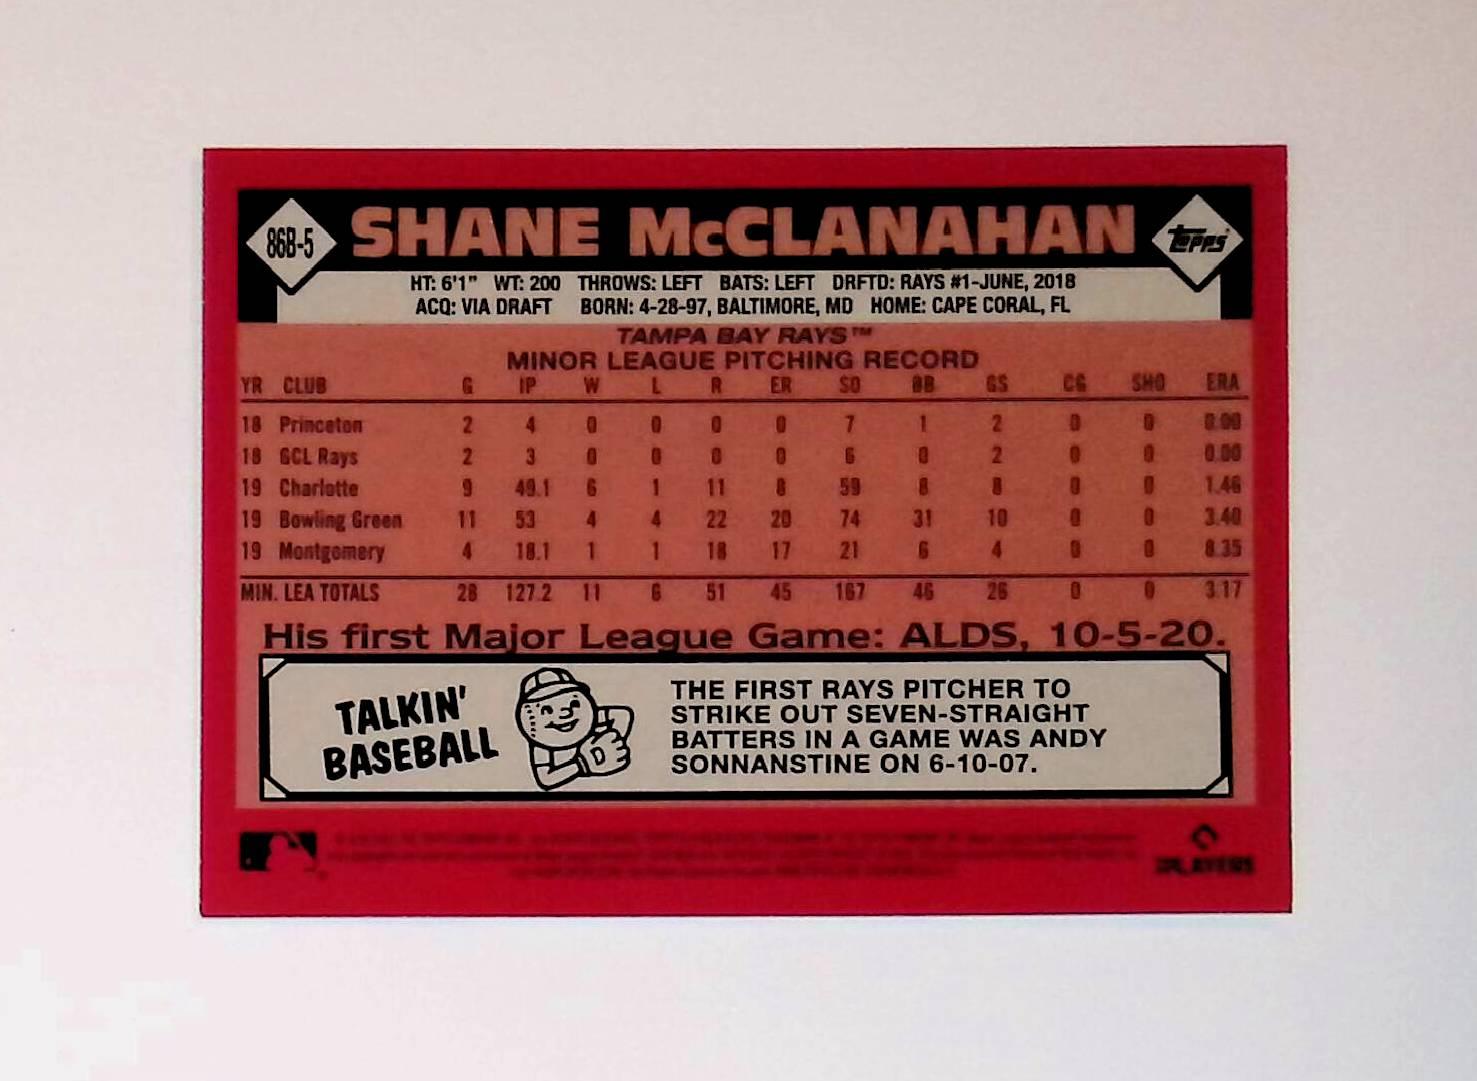 86B-5 SHANE McCLANAHAN Topps
HT: 6'1" WT: 200 THROWS: LEFT BATS: LEFT DRFTD: RAYS #1-JUNE, 2018
ACQ: VIA DRAFT BORN: 4-28-97, BALTIMORE, MD HOME: CAPE CORAL, FL
TAMPA BAY RAYS™
MINOR LEAGUE PITCHING RECORD
YR CLUB G IP W L R ER SO BB GS CG SHO ERA
18 Princeton 2 4 0 0 0 0 7 1 2 0 0 0.00
18 GCL Rays 2 3 0 0 0 0 6 0 2 0 0 0.00
19 Charlotte 9 49.1 6 1 11 8 59 8 8 0 0 1.46
19 Bowling Green 11 53 4 4 22 20 74 31 10 0 0 3.40
19 Montgomery 4 18.1 1 1 18 17 21 6 4 0 0 8.35
MIN. LEA TOTALS 28 127.2 11 6 51 45 167 46 26 0 0 3.17
His first Major League Game: ALDS, 10-5-20.
TALKIN'
BASEBALL
THE FIRST RAYS PITCHER TO
STRIKE OUT SEVEN-STRAIGHT
BATTERS IN A GAME WAS ANDY
SONNANSTINE ON 6-10-07.
PLAYERS